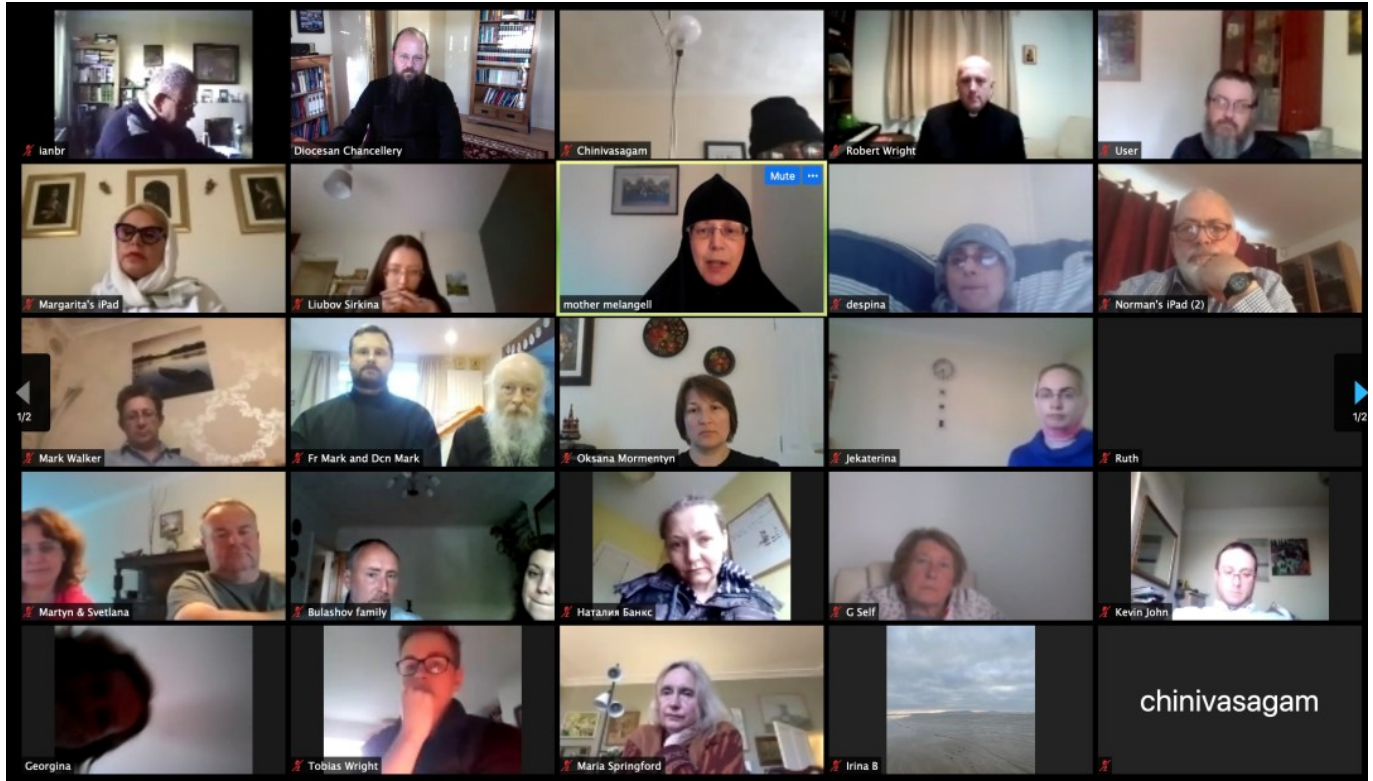 ianbr
Diocesan Chancellery
Chinivasagam
Robert Wright
User
Margarita's iPad
Liubov Sirkina
Mute
mother melangell
despina
Norman's iPad (2)
1/2
Mark Walker
Fr Mark and Dcn Mark
Oksana Mormentyn
Jekaterina
Ruth
1/2
Martyn & Svetlana
Bulashov family
Наталия Банкс
G Self
Kevin John
Georgina
Tobias Wright
Maria Springford
Irina B
chinivasagam